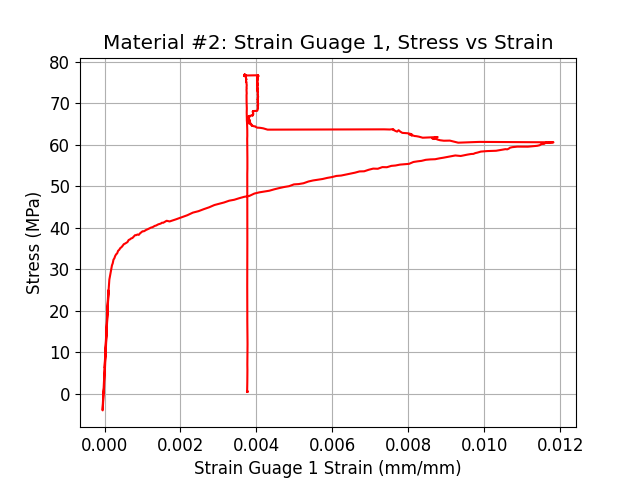 Material #2: Strain Guage 1, Stress vs Strain
80
70
60
50
40
30
20
10
0
Stress (MPa)
0.000 0.002 0.004 0.006 0.008 0.010 0.012
Strain Guage 1 Strain (mm/mm)